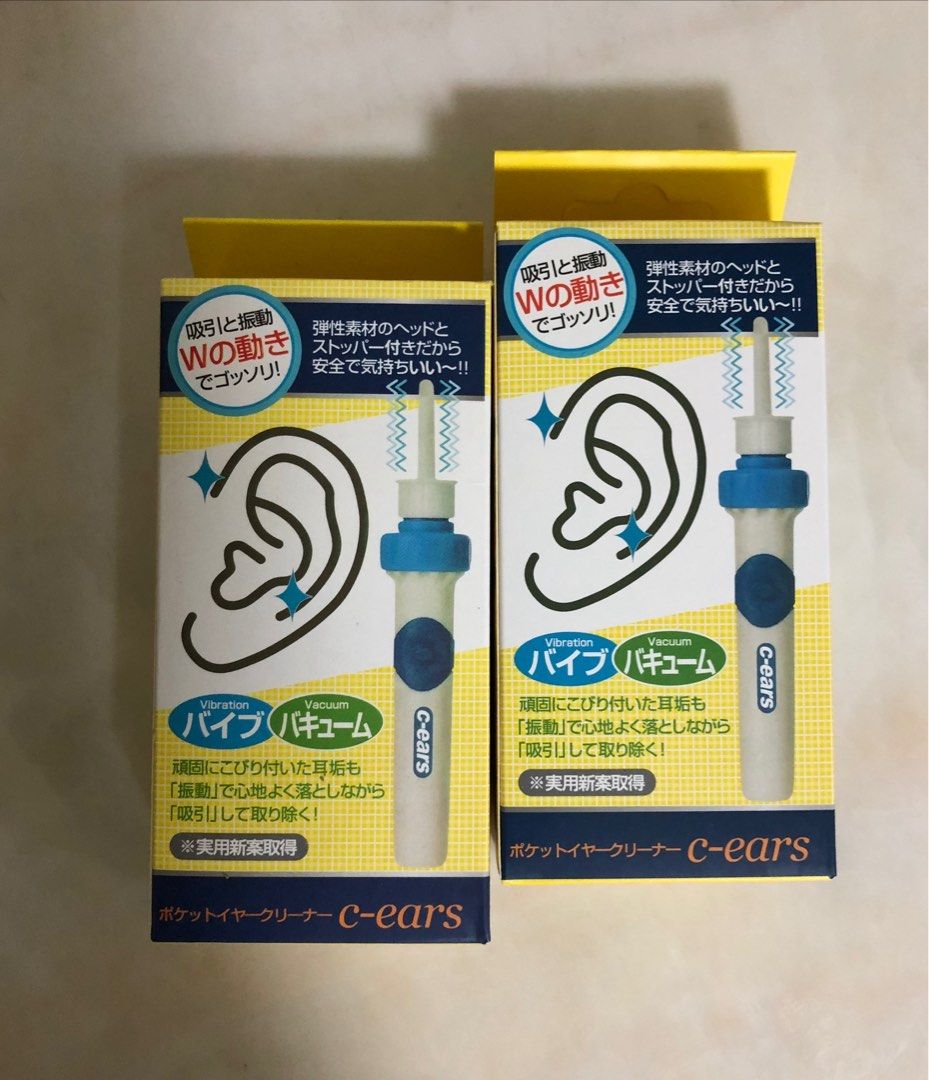 吸引と振動
Wの動き
でゴッソリ!
弾性素材のヘッドと
ストッパー付きだから
安全で気持ちいい～!!
Vibration
バイブ
Vacuum
バキューム
c-ears
頑固にこびり付いた耳垢も
「振動」で心地よく落としながら
「吸引」して取り除く!
※実用新案取得
ポケットイヤークリーナー c-ears
吸引と振動
Wの動き
でゴッソリ!
弾性素材のヘッドと
ストッパー付きだから
安全で気持ちいい～!!
Vibration
バイブ
Vacuum
バキューム
c-ears
頑固にこびり付いた耳垢も
「振動」で心地よく落としながら
「吸引」して取り除く!
※実用新案取得
ポケットイヤークリーナー c-ears